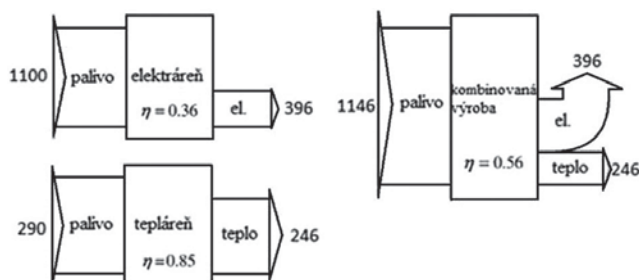 1100
palivo
elektráreň
η = 0.36
el.
396
290
palivo
tepláreň
η = 0.85
teplo
246
1146
palivo
kombinovaná
výroba
η = 0.56
396
el.
teplo
246